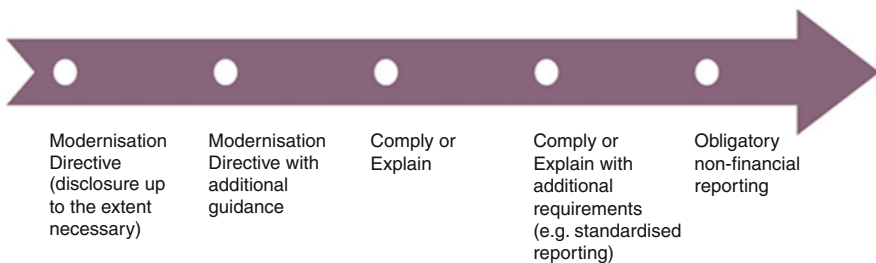 Modernisation
Directive
(disclosure up
to the extent
necessary)
Modernisation
Directive with
additional
guidance
Comply or
Explain
Comply or
Explain with
additional
requirements
(e.g. standardised
reporting)
Obligatory
non-financial
reporting